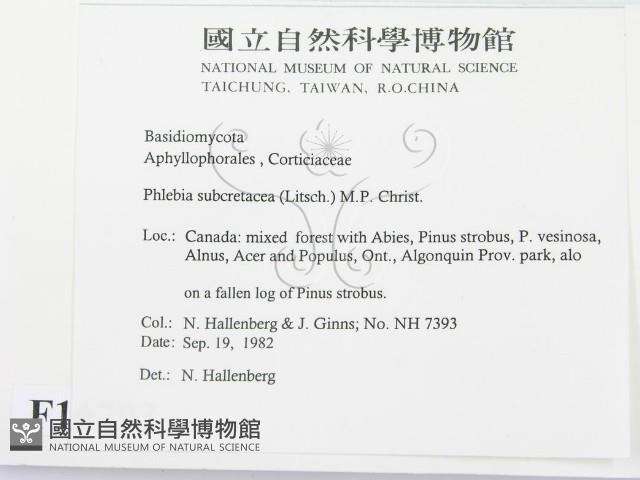 國立自然科學博物館
NATIONAL MUSEUM OF NATURAL SCIENCE
TAICHUNG, TAIWAN, R.O.CHINA
Basidiomycota
Aphyllophorales , Corticiaceae
Phlebia subcretacea (Litsch.) M.P. Christ.
Loc.: Canada: mixed forest with Abies, Pinus strobus, P. vesinosa,
Alnus, Acer and Populus, Ont., Algonquin Prov. park, alo
on a fallen log of Pinus strobus.
Col.: N. Hallenberg & J. Ginns; No. NH 7393
Date: Sep. 19, 1982
Det.: N. Hallenberg
國立自然科學博物館
NATIONAL MUSEUM OF NATURAL SCIENCE